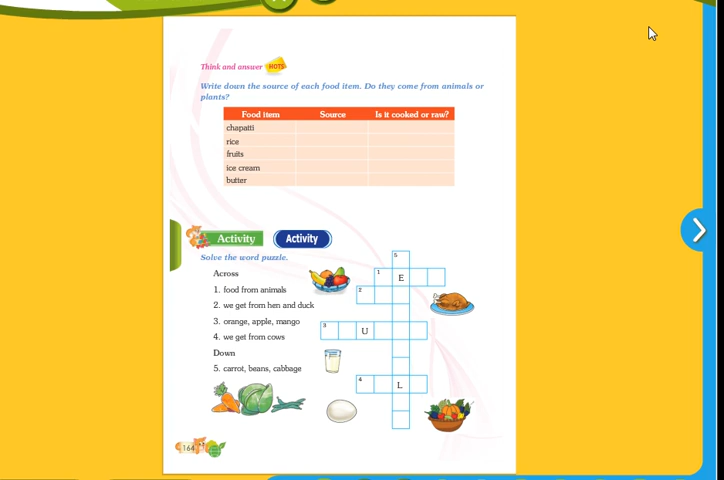 Think and answer HOTS
Write down the source of each food item. Do they come from animals or
plants?
Food item Source Is it cooked or raw?
chapatti
rice
fruits
ice cream
butter
Activity Activity
Solve the word puzzle.
Across
1. food from animals
2. we get from hen and duck
3. orange, apple, mango
4. we get from cows
Down
5. carrot, beans, cabbage
5
1 E
2
3 U
4 L
164